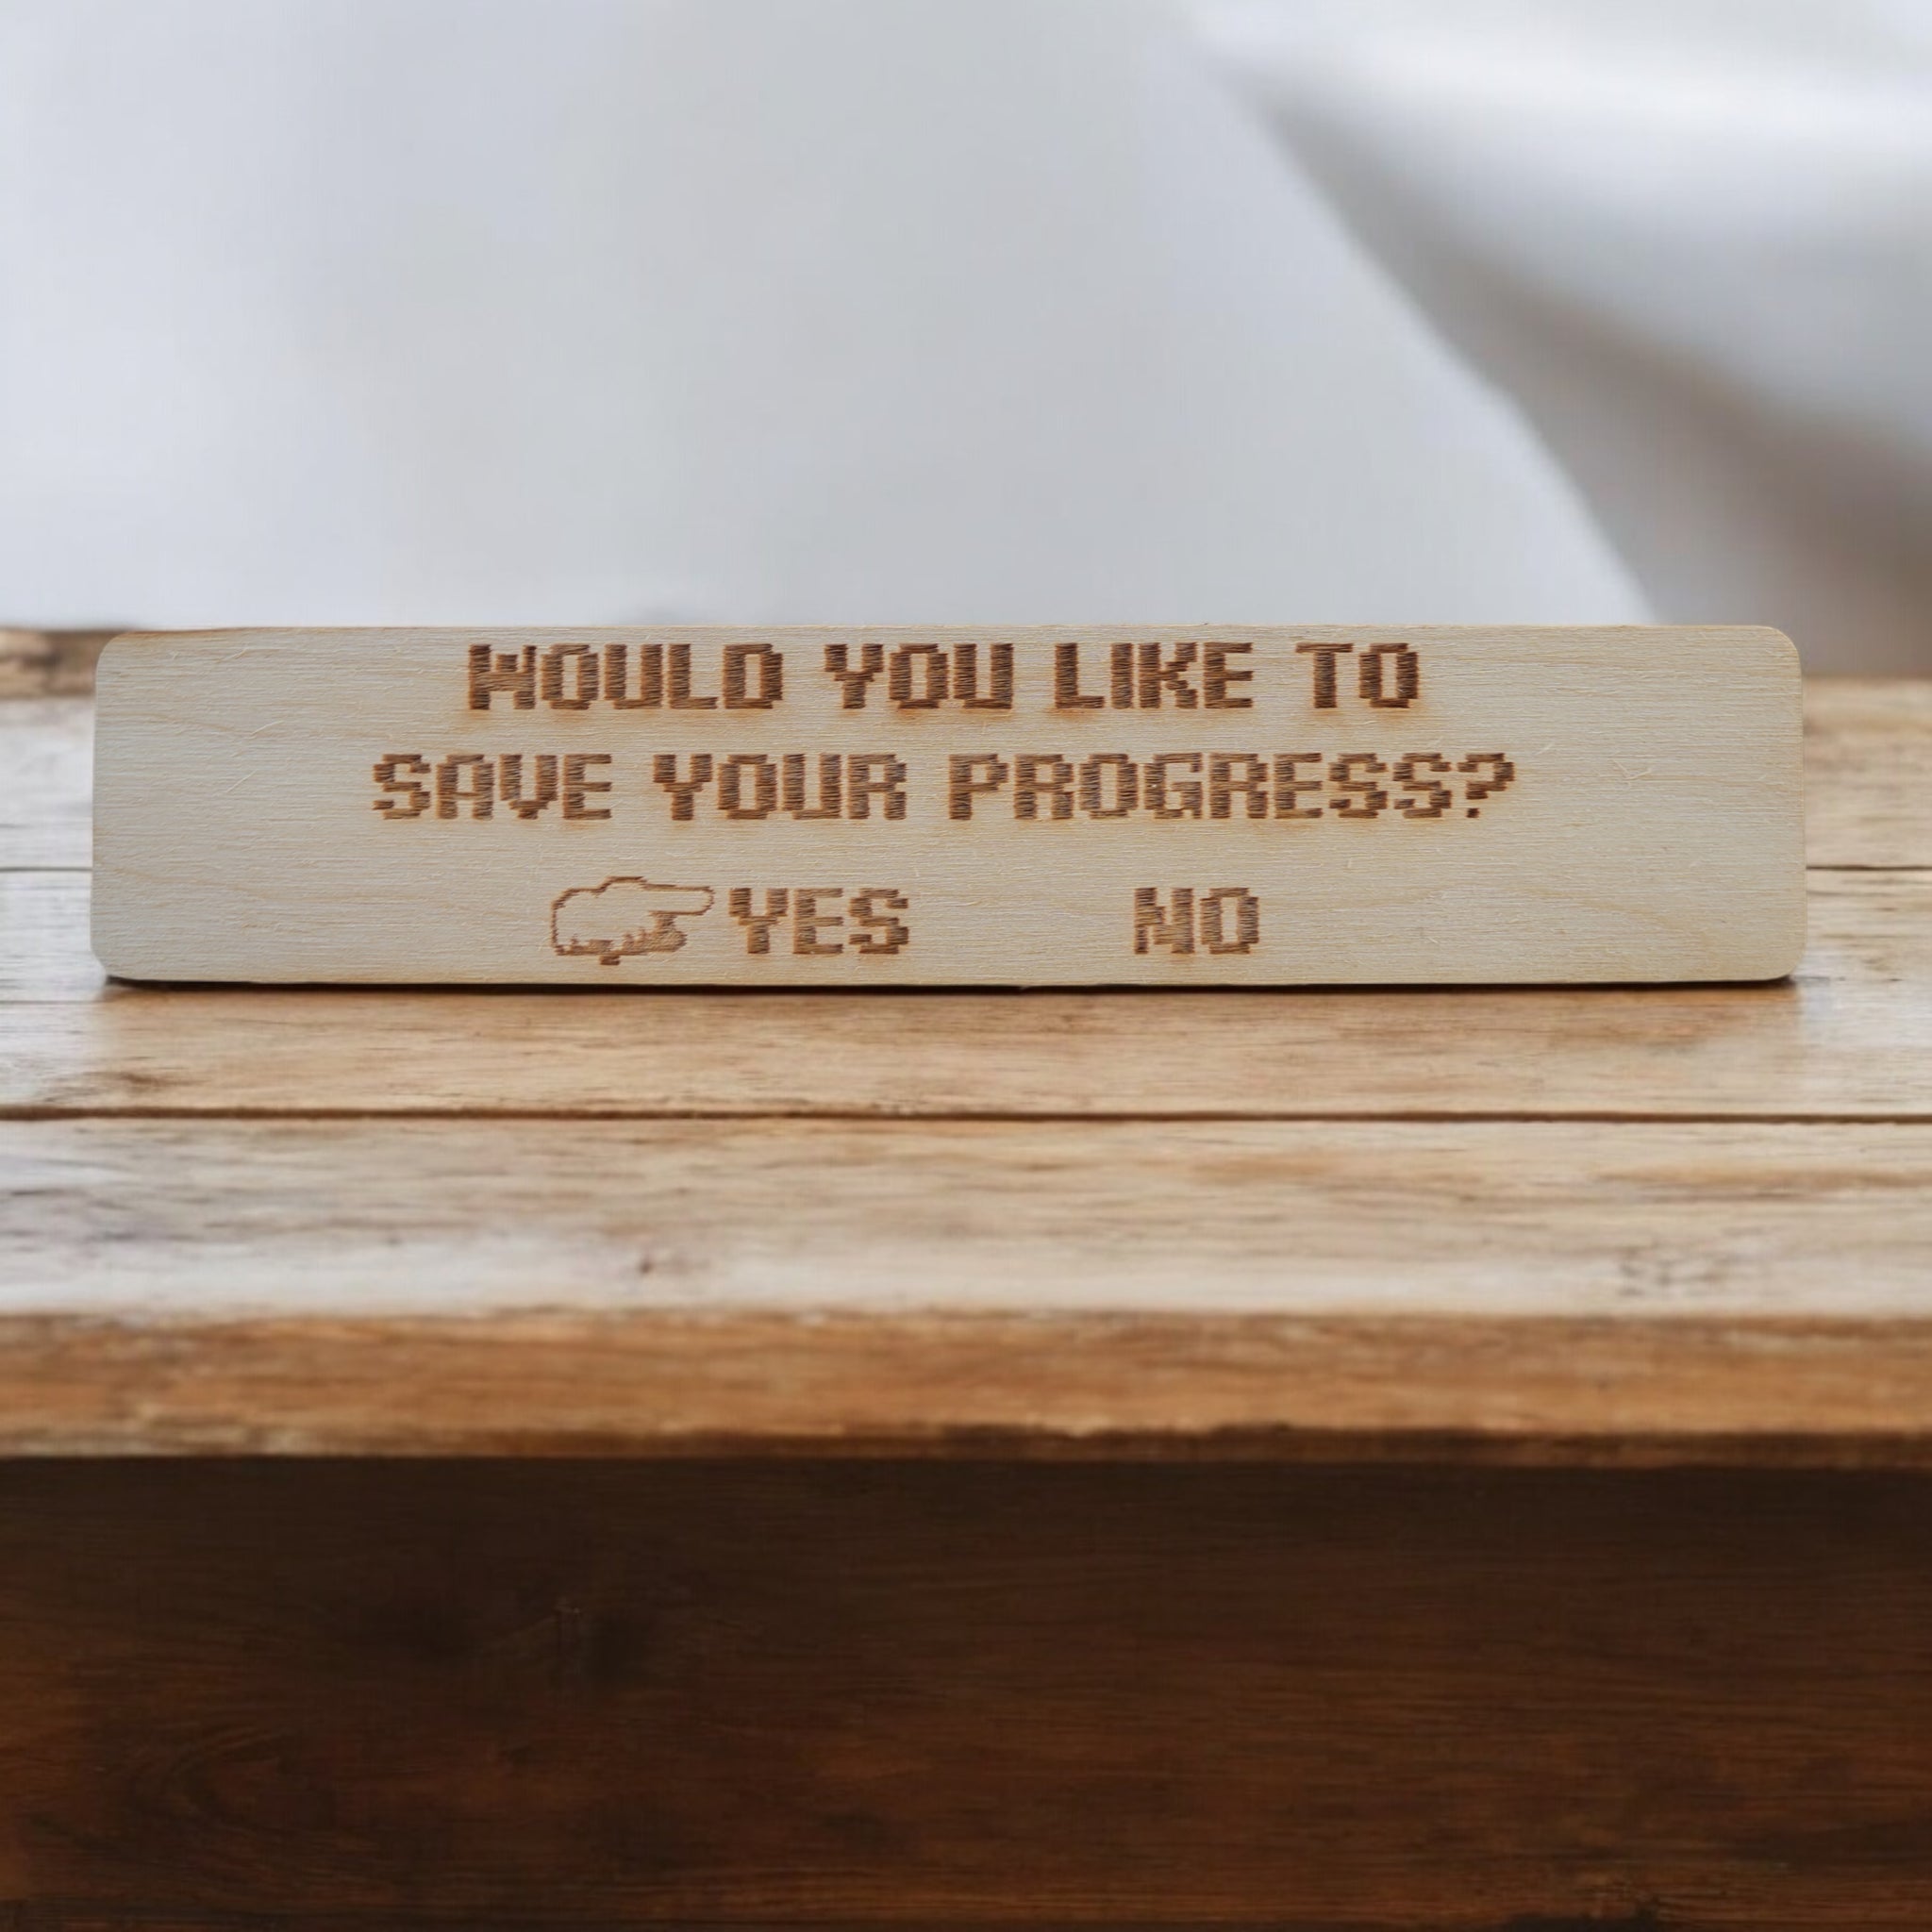 WOULD YOU LIKE TO
SAVE YOUR PROGRESS?
YES NO